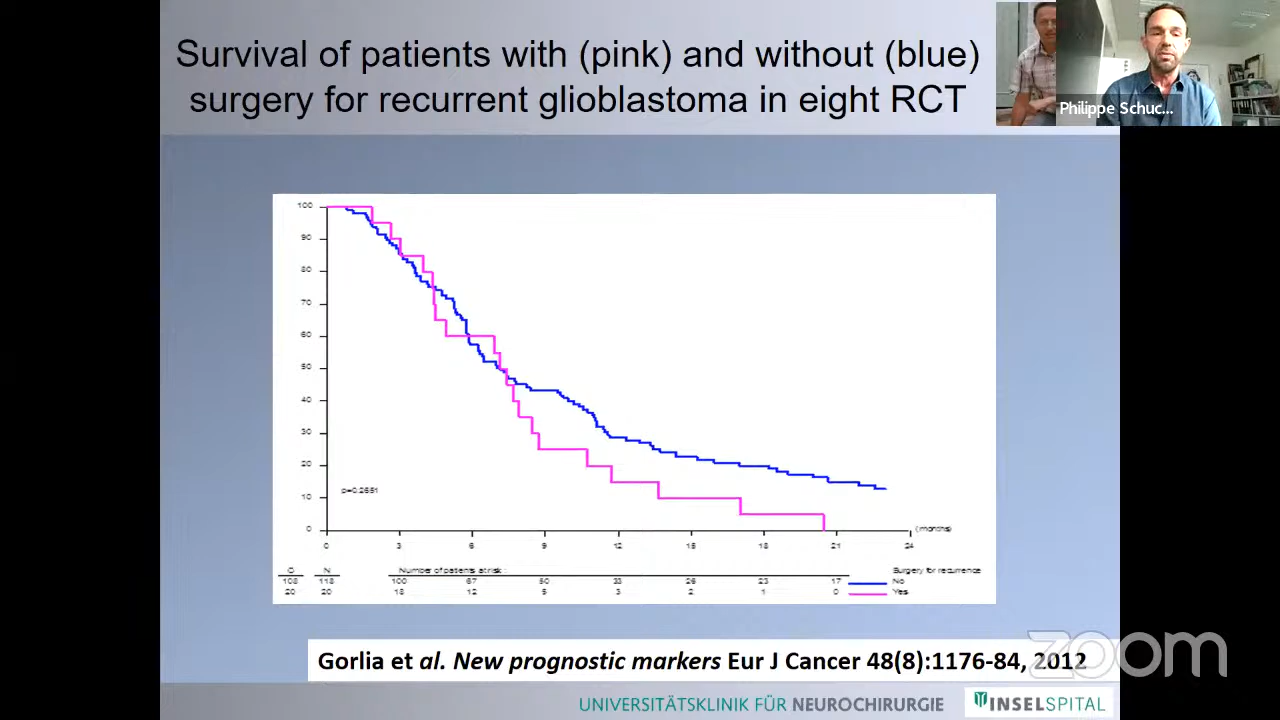 Survival of patients with (pink) and without (blue)
surgery for recurrent glioblastoma in eight RCT
Philippe Schuc...
100
90
80
70
60
50
40
30
20
10
0
p=0.2651
0 3 6 9 12 15 18 21 24
(months)
O N Number of patients at risk : Surgery for recurrence
108 118 100 67 50 33 26 23 17 No
20 20 18 12 5 3 2 1 0 Yes
Gorlia et al. New prognostic markers Eur J Cancer 48(8):1176-84, 2012
zoom
UNIVERSITÄTSKLINIK FÜR NEUROCHIRURGIE
INSELSPITAL